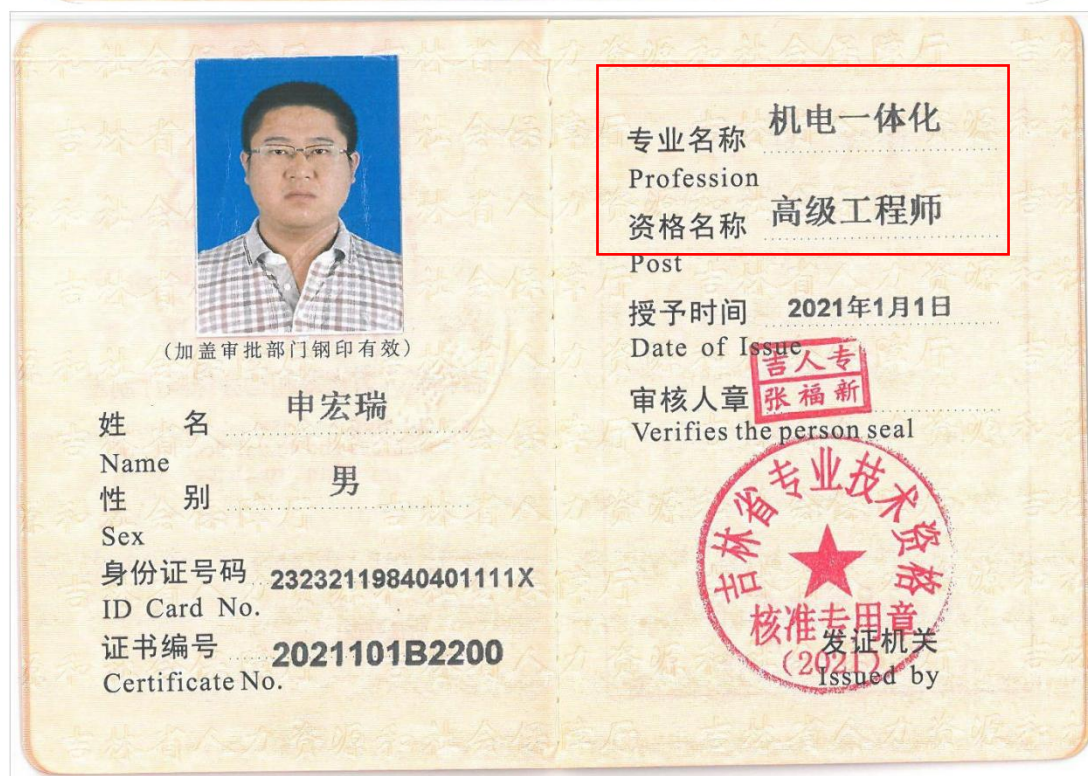 (加盖审批部门钢印有效)
姓 名 申宏瑞
Name
性 别 男
Sex
身份证号码 23232119840401111X
ID Card No.
证书编号 2021101B2200
Certificate No.
专业名称 机电一体化
Profession
资格名称 高级工程师
Post
授予时间 2021年1月1日
Date of Issue
吉人专
张福新
审核人章
Verifies the person seal
吉林省专业技术资格
核准专用章
(2021)
发证机关
Issued by